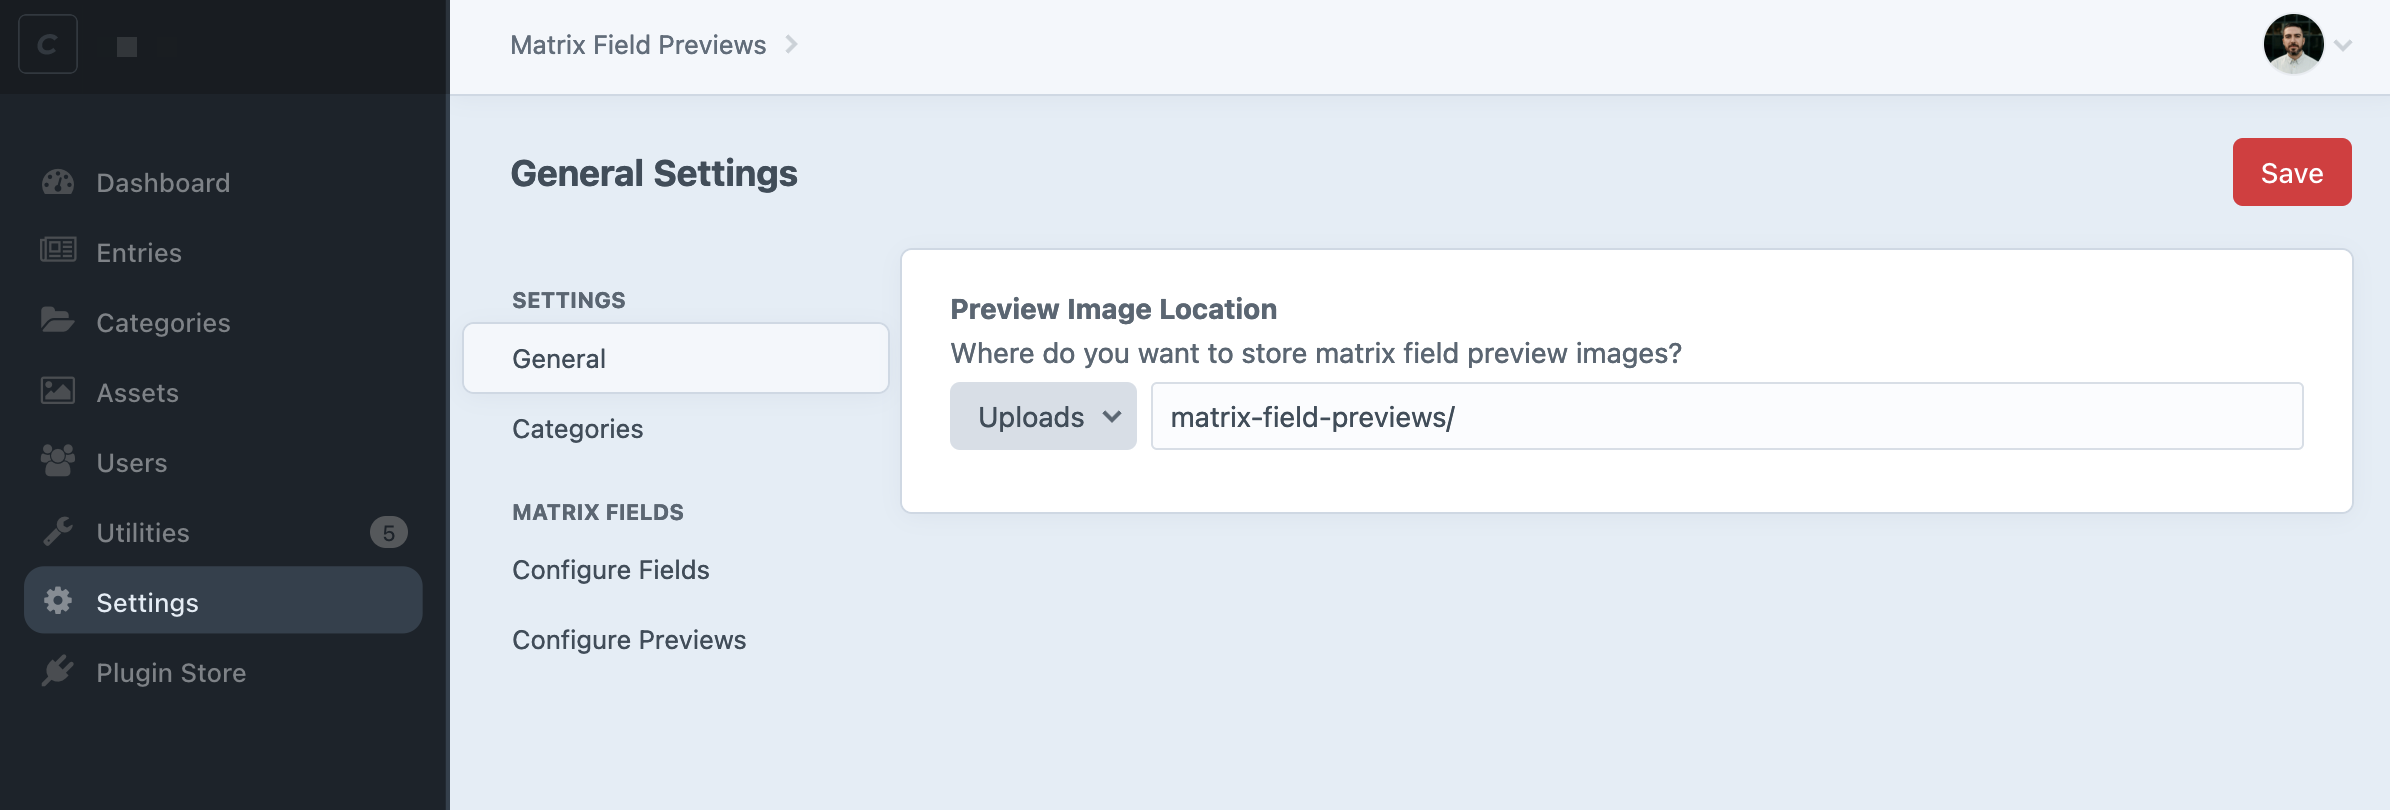 C
Matrix Field Previews
Dashboard
Entries
Categories
Assets
Users
Utilities 5
Settings
Plugin Store
General Settings
Save
SETTINGS
General
Categories
MATRIX FIELDS
Configure Fields
Configure Previews
Preview Image Location
Where do you want to store matrix field preview images?
Uploads matrix-field-previews/